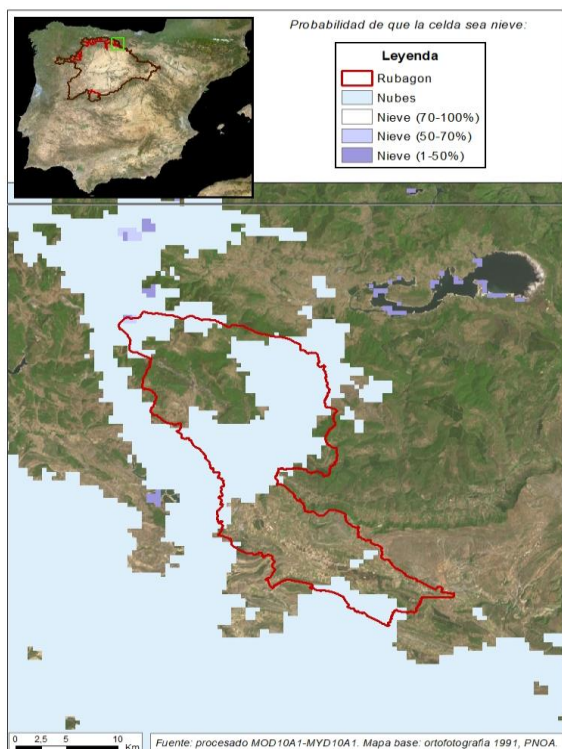 Probabilidad de que la celda sea nieve:
Leyenda
Rubagon
Nubes
Nieve (70-100%)
Nieve (50-70%)
Nieve (1-50%)
0 2,5 5 10
Km
Fuente: procesado MOD10A1-MYD10A1. Mapa base: ortofotografía 1991, PNOA.